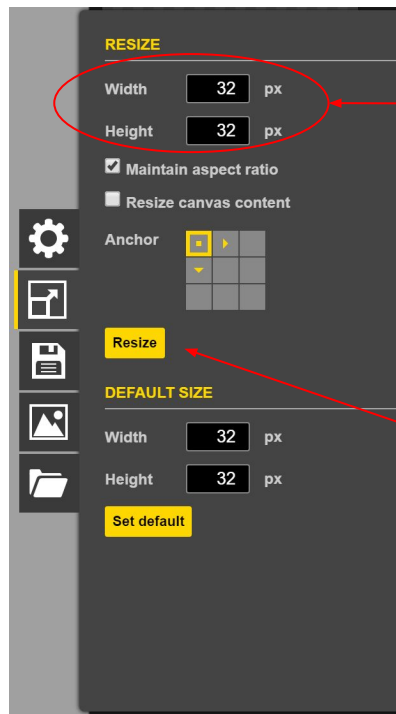 RESIZE
Width 32 px
Height 32 px
Maintain aspect ratio
Resize canvas content
Anchor
Resize
DEFAULT SIZE
Width 32 px
Height 32 px
Set default